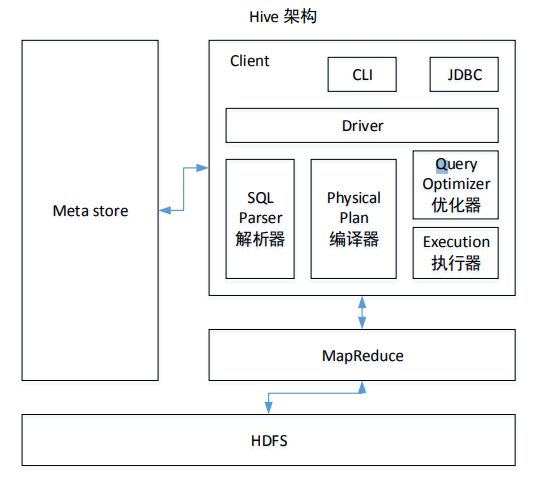 Hive 架构
Client
CLI
JDBC
Driver
Meta store
SQL
Parser
解析器
Physical
Plan
编译器
Query
Optimizer
优化器
Execution
执行器
MapReduce
HDFS